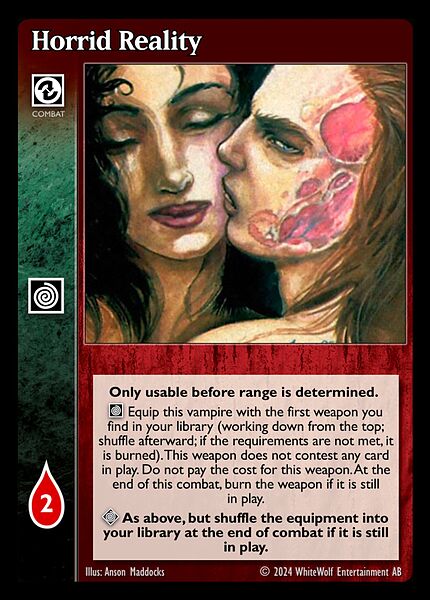 Horrid Reality
COMBAT
Only usable before range is determined.
Equip this vampire with the first weapon you
find in your library (working down from the top;
shuffle afterward; if the requirements are not met, it
is burned). This weapon does not contest any card
in play. Do not pay the cost for this weapon. At the
end of this combat, burn the weapon if it is still
in play.
As above, but shuffle the equipment into
your library at the end of combat if it is still
in play.
2
Illus: Anson Maddocks
© 2024 WhiteWolf Entertainment AB